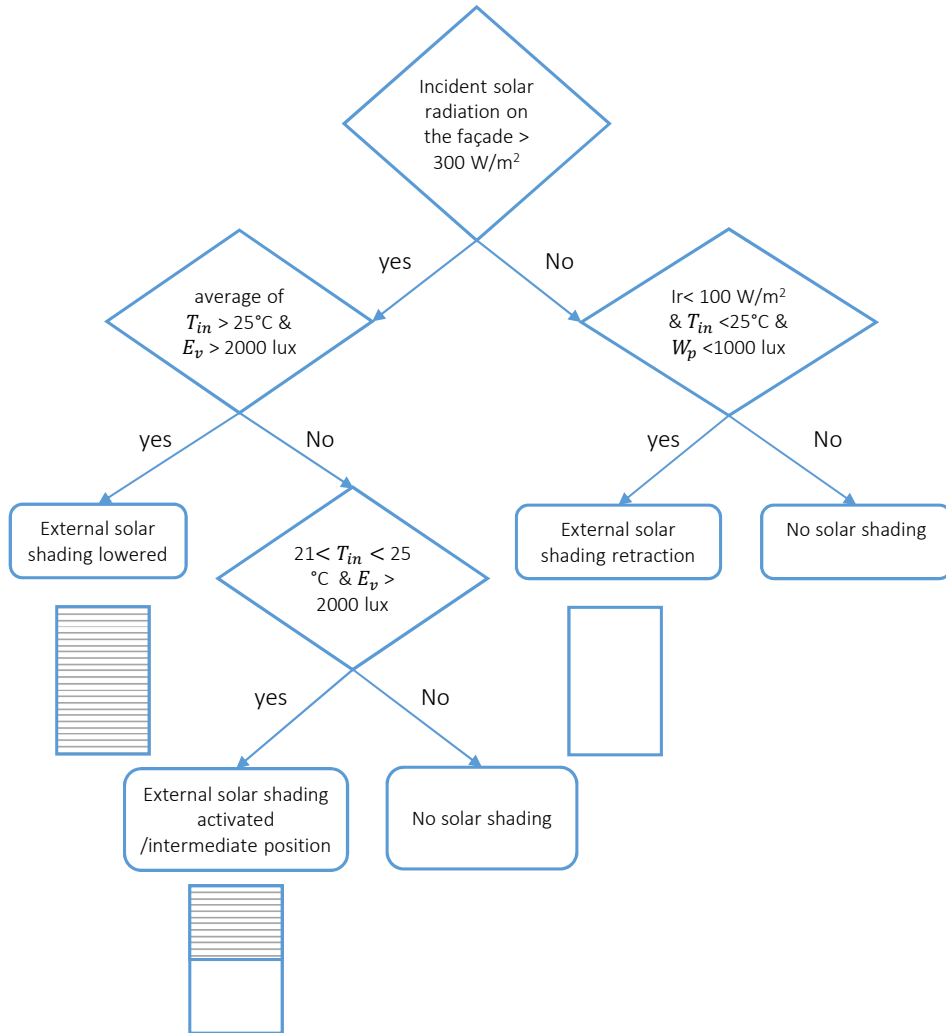 Incident solar
radiation on
the façade >
300 W/m²
yes
No
average of
T_in > 25°C &
E_v > 2000 lux
Ir< 100 W/m²
& T_in <25°C &
W_p <1000 lux
yes
No
yes
No
External solar
shading lowered
21< T_in < 25
°C & E_v >
2000 lux
External solar
shading retraction
No solar shading
yes
No
External solar shading
activated
/intermediate position
No solar shading